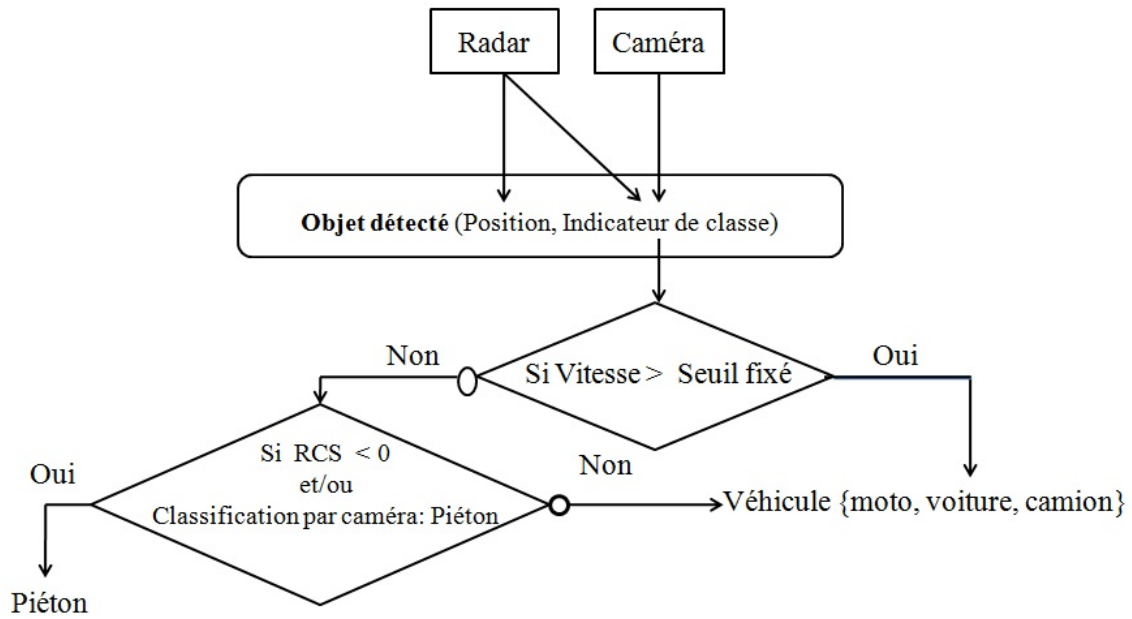 Radar
Caméra
Objet détecté (Position, Indicateur de classe)
Non
Si Vitesse > Seuil fixé
Oui
Oui
Si RCS < 0
et/ou
Classification par caméra: Piéton
Non
Véhicule {moto, voiture, camion}
Piéton